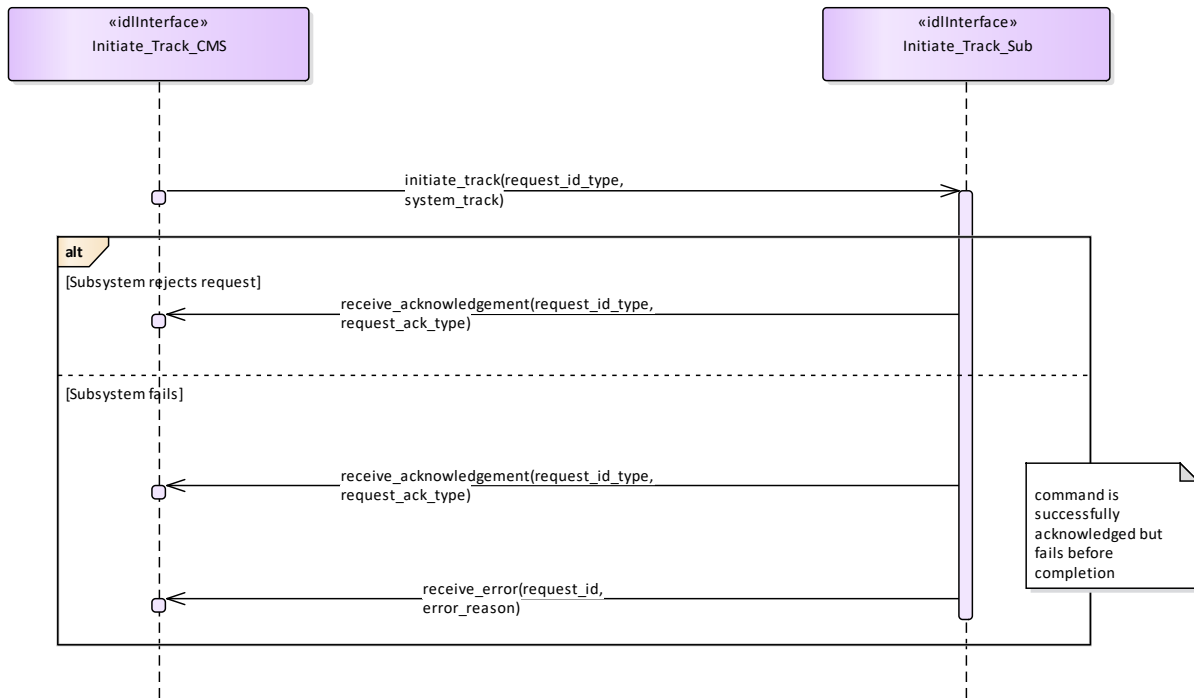 «idlInterface»
Initiate_Track_CMS
«idlInterface»
Initiate_Track_Sub
initiate_track(request_id_type,
system_track)
alt
[Subsystem rejects request]
receive_acknowledgement(request_id_type,
request_ack_type)
[Subsystem fails]
receive_acknowledgement(request_id_type,
request_ack_type)
command is
successfully
acknowledged but
fails before
completion
receive_error(request_id,
error_reason)